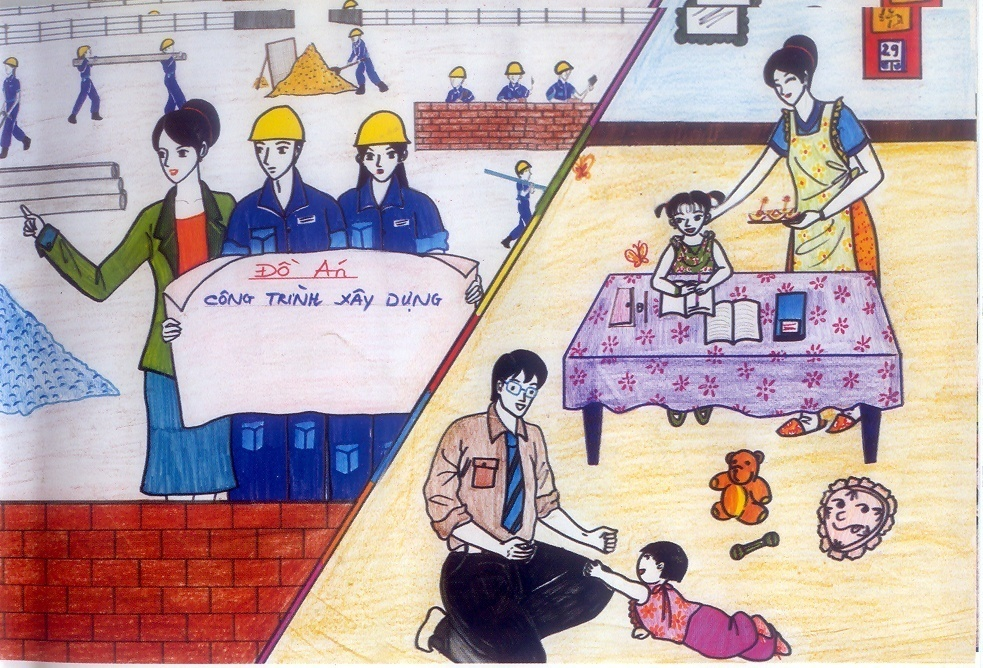 Đồ Án
CÔNG TRÌNH XÂY DỰNG
29